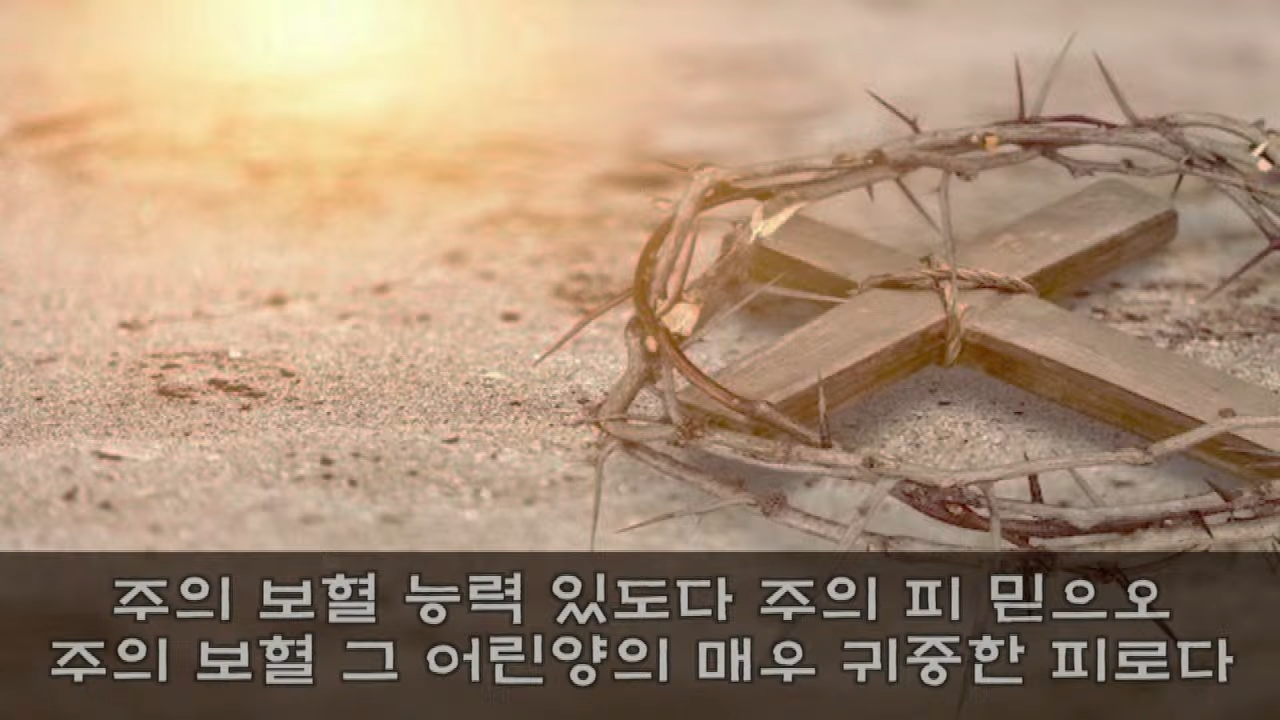 주의 보혈 능력 있도다 주의 피 믿으오
주의 보혈 그 어린양의 매우 귀중한 피로다